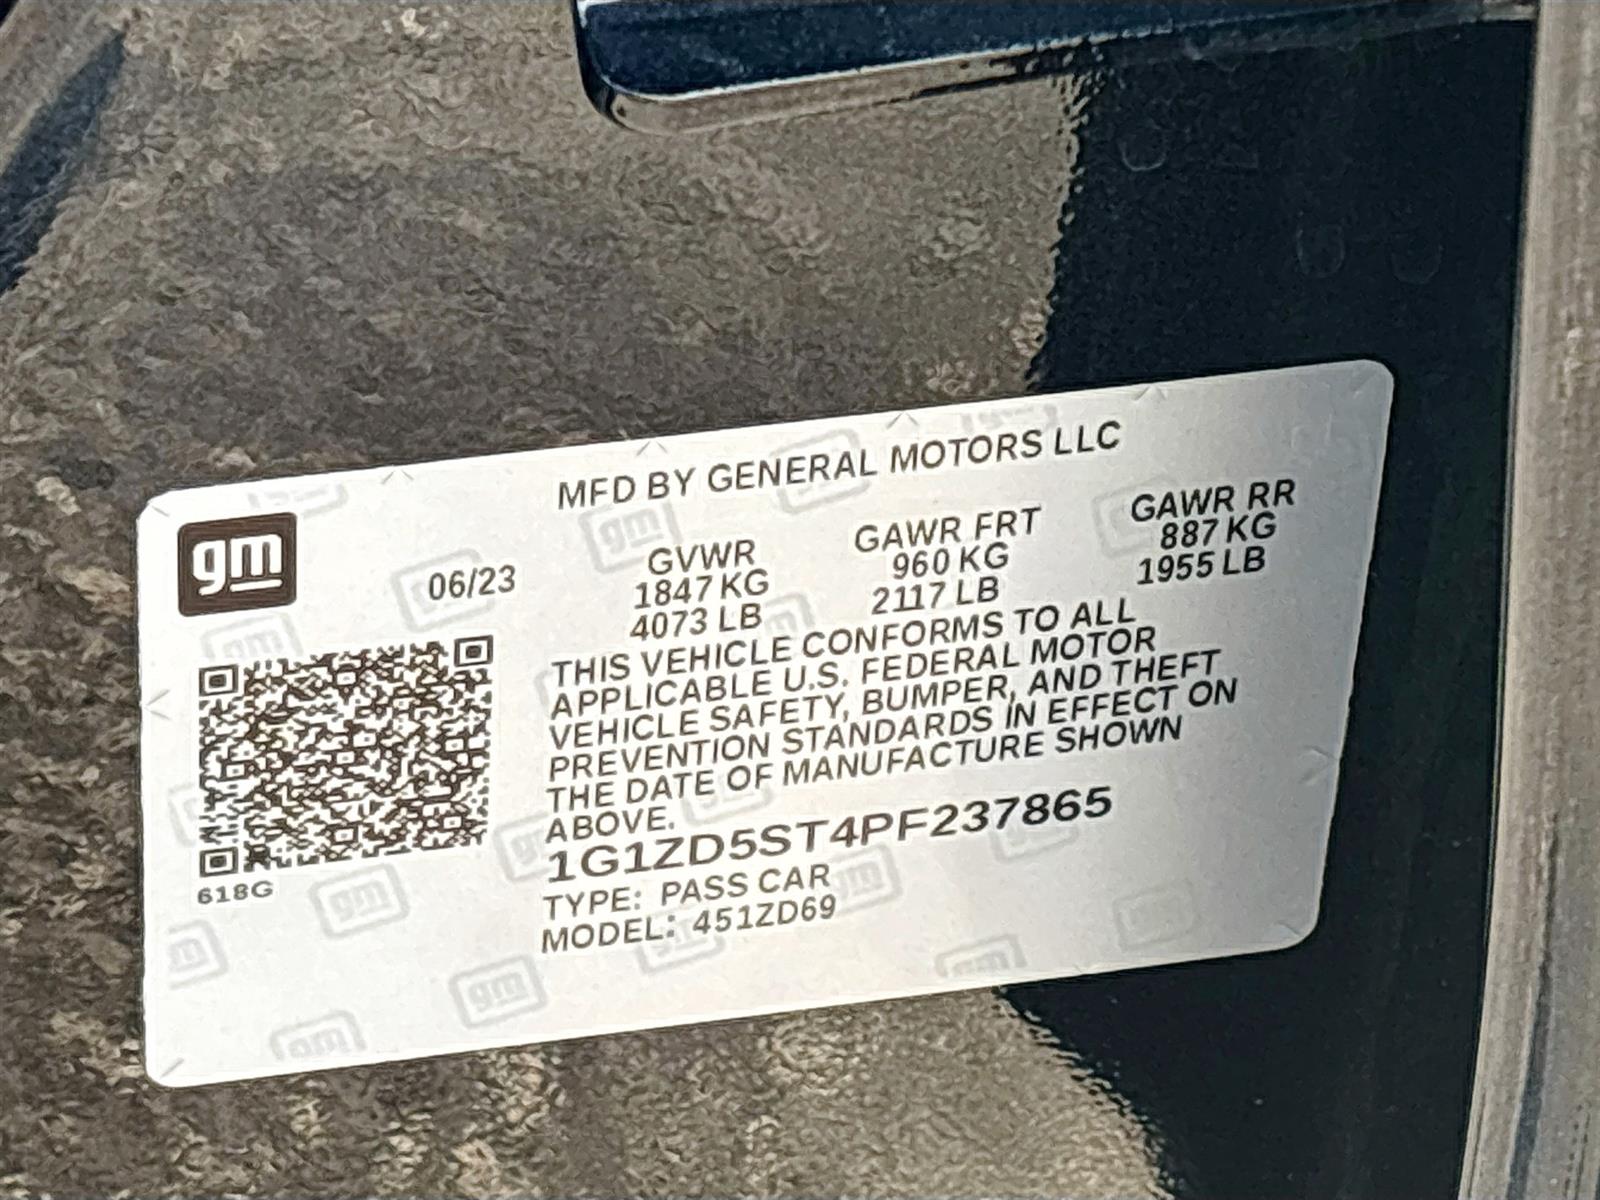 MFD BY GENERAL MOTORS LLC
gm
06/23
GVWR
1847 KG
4073 LB
GAWR FRT
960 KG
2117 LB
GAWR RR
887 KG
1955 LB
THIS VEHICLE CONFORMS TO ALL
APPLICABLE U.S. FEDERAL MOTOR
VEHICLE SAFETY, BUMPER, AND THEFT
PREVENTION STANDARDS IN EFFECT ON
THE DATE OF MANUFACTURE SHOWN
ABOVE.
1G1ZD5ST4PF237865
TYPE: PASS CAR
MODEL: 451ZD69
618G